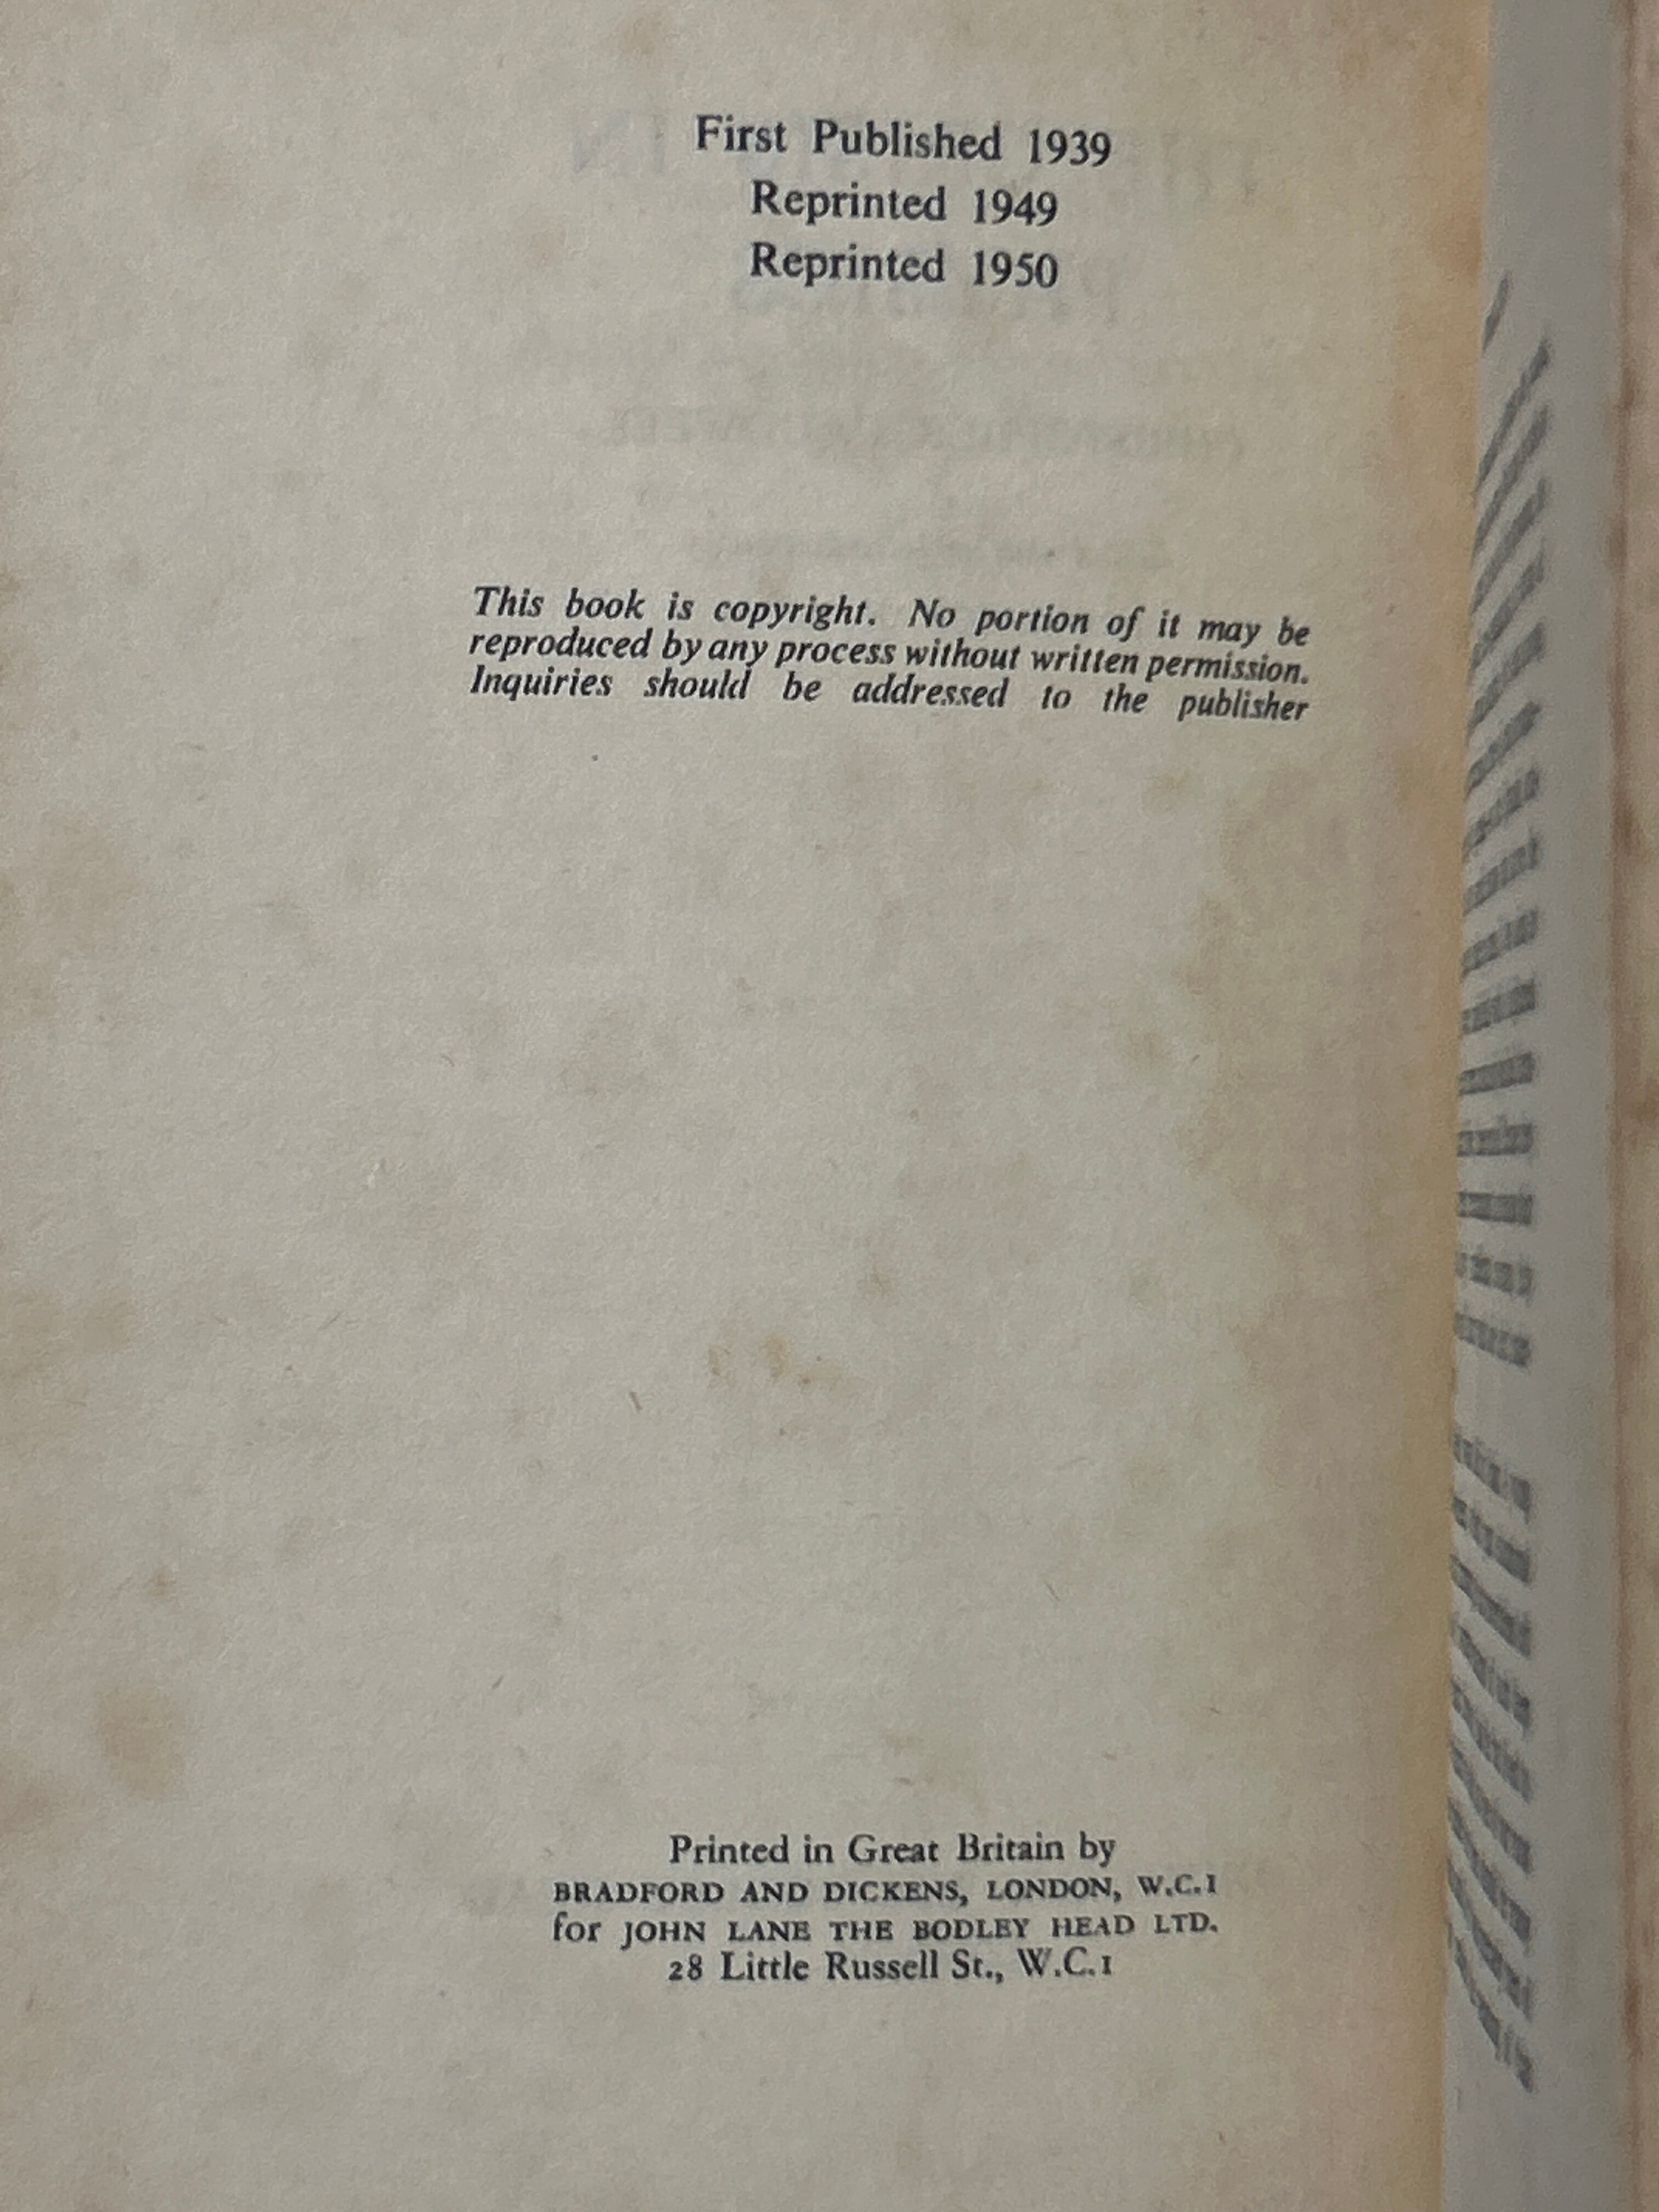 First Published 1939
Reprinted 1949
Reprinted 1950
This book is copyright. No portion of it may be
reproduced by any process without written permission.
Inquiries should be addressed to the publisher
Printed in Great Britain by
BRADFORD AND DICKENS, LONDON, W.C.1
for JOHN LANE THE BODLEY HEAD LTD.
28 Little Russell St., W.C.1